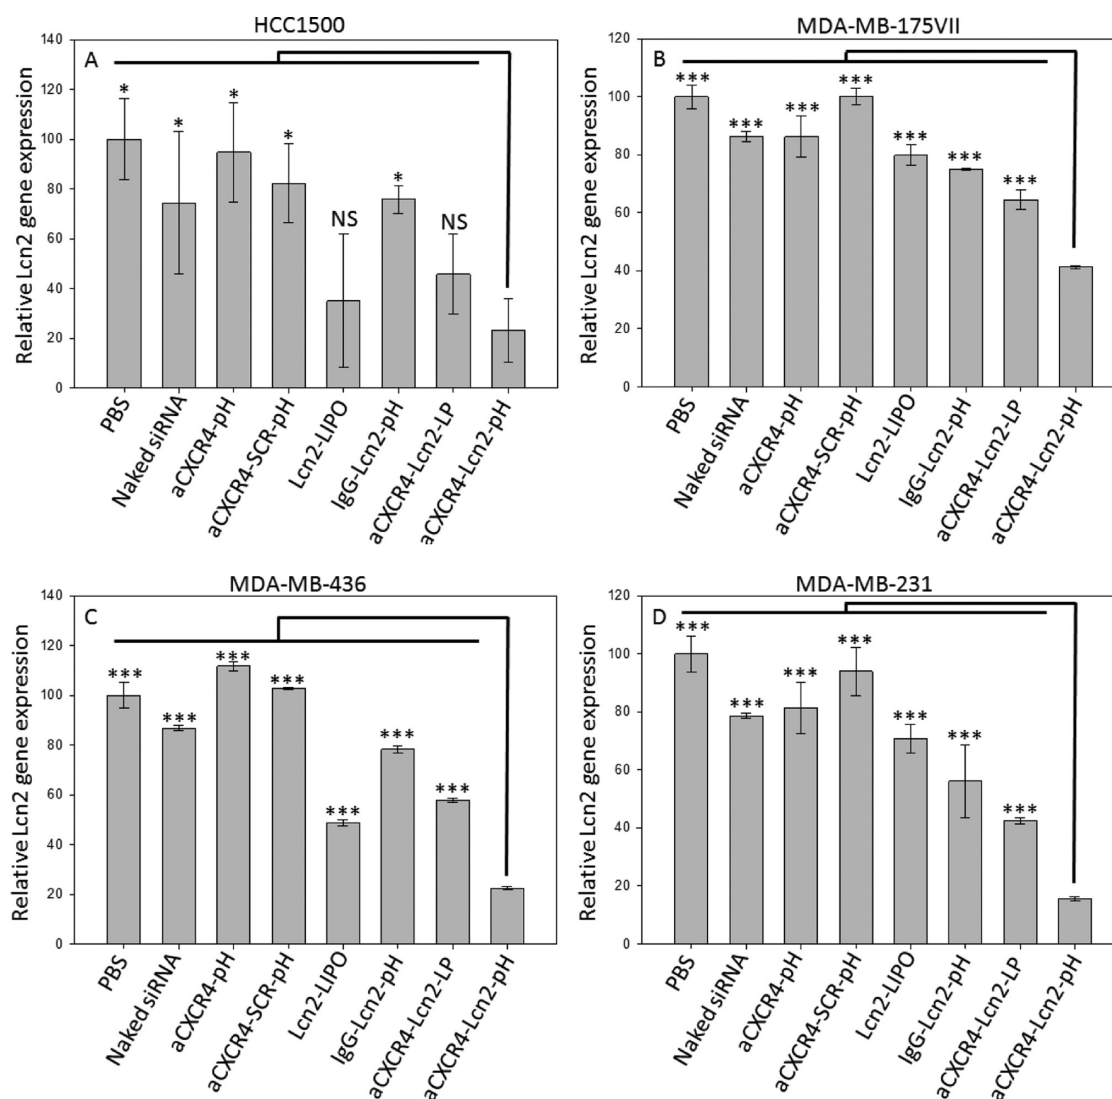 HCC1500
A
Relative Lcn2 gene expression
140
120
100
80
60
40
20
0
* * * * NS * NS
PBS
Naked siRNA
aCXCR4-pH
aCXCR4-SCR-pH
Lcn2-LIPO
IgG-Lcn2-pH
aCXCR4-Lcn2-LP
aCXCR4-Lcn2-pH
MDA-MB-175VII
B
Relative Lcn2 gene expression
120
100
80
60
40
20
0
*** *** *** *** *** *** ***
PBS
Naked siRNA
aCXCR4-pH
aCXCR4-SCR-pH
Lcn2-LIPO
IgG-Lcn2-pH
aCXCR4-Lcn2-LP
aCXCR4-Lcn2-pH
MDA-MB-436
C
Relative Lcn2 gene expression
140
120
100
80
60
40
20
0
*** *** *** *** *** *** ***
PBS
Naked siRNA
aCXCR4-pH
aCXCR4-SCR-pH
Lcn2-LIPO
IgG-Lcn2-pH
aCXCR4-Lcn2-LP
aCXCR4-Lcn2-pH
MDA-MB-231
D
Relative Lcn2 gene expression
120
100
80
60
40
20
0
*** *** *** *** *** *** ***
PBS
Naked siRNA
aCXCR4-pH
aCXCR4-SCR-pH
Lcn2-LIPO
IgG-Lcn2-pH
aCXCR4-Lcn2-LP
aCXCR4-Lcn2-pH